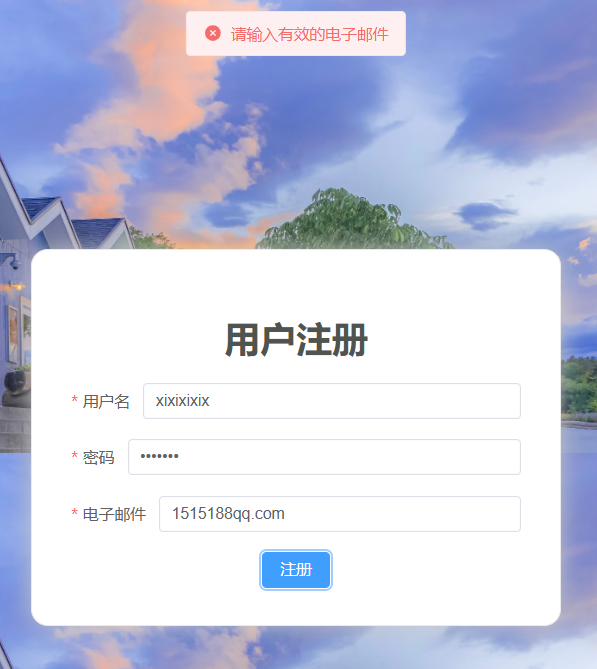 请输入有效的电子邮件
用户注册
* 用户名 xixixixix
* 密码 •••••••
* 电子邮件 1515188qq.com
注册